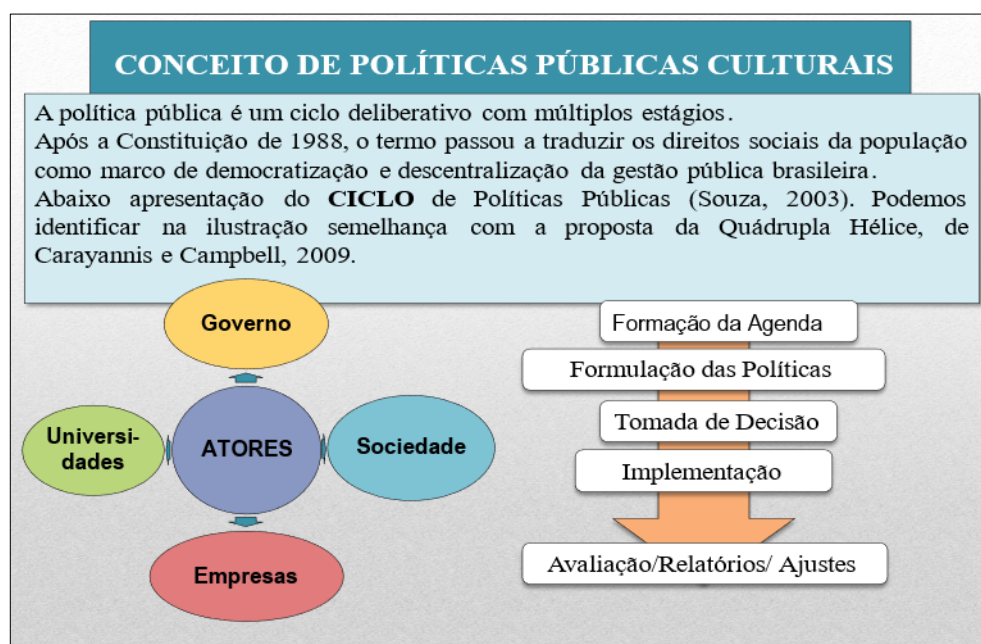 CONCEITO DE POLÍTICAS PÚBLICAS CULTURAIS
A política pública é um ciclo deliberativo com múltiplos estágios.
Após a Constituição de 1988, o termo passou a traduzir os direitos sociais da população
como marco de democratização e descentralização da gestão pública brasileira.
Abaixo apresentação do CICLO de Políticas Públicas (Souza, 2003). Podemos
identificar na ilustração semelhança com a proposta da Quádrupla Hélice, de
Carayannis e Campbell, 2009.
Governo
Universi-
dades
ATORES
Sociedade
Empresas
Formação da Agenda
Formulação das Políticas
Tomada de Decisão
Implementação
Avaliação/Relatórios/ Ajustes